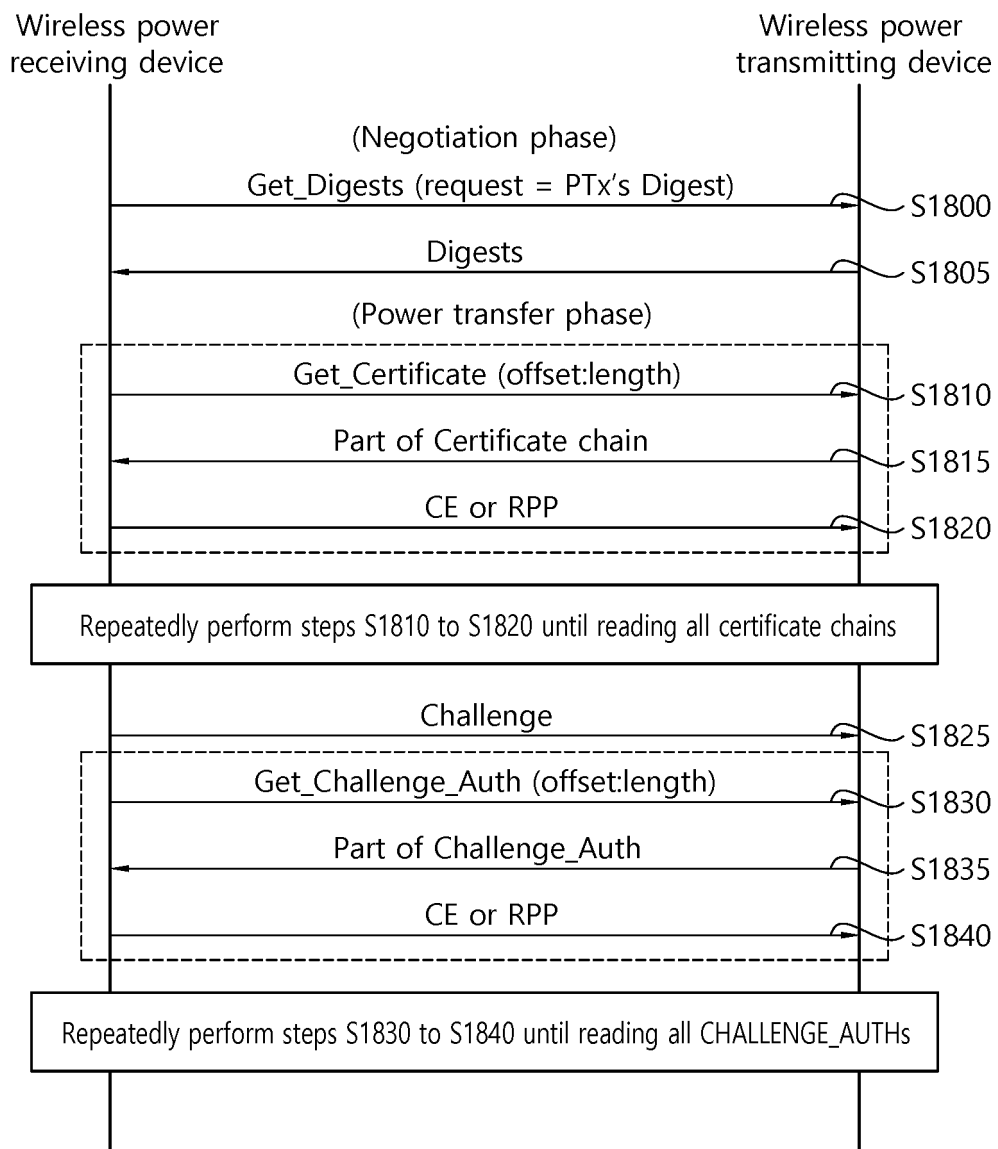 Wireless power
receiving device
Wireless power
transmitting device
(Negotiation phase)
Get_Digests (request = PTx's Digest)
S1800
Digests
S1805
(Power transfer phase)
Get_Certificate (offset:length)
S1810
Part of Certificate chain
S1815
CE or RPP
S1820
Repeatedly perform steps S1810 to S1820 until reading all certificate chains
Challenge
S1825
Get_Challenge_Auth (offset:length)
S1830
Part of Challenge_Auth
S1835
CE or RPP
S1840
Repeatedly perform steps S1830 to S1840 until reading all CHALLENGE_AUTHs